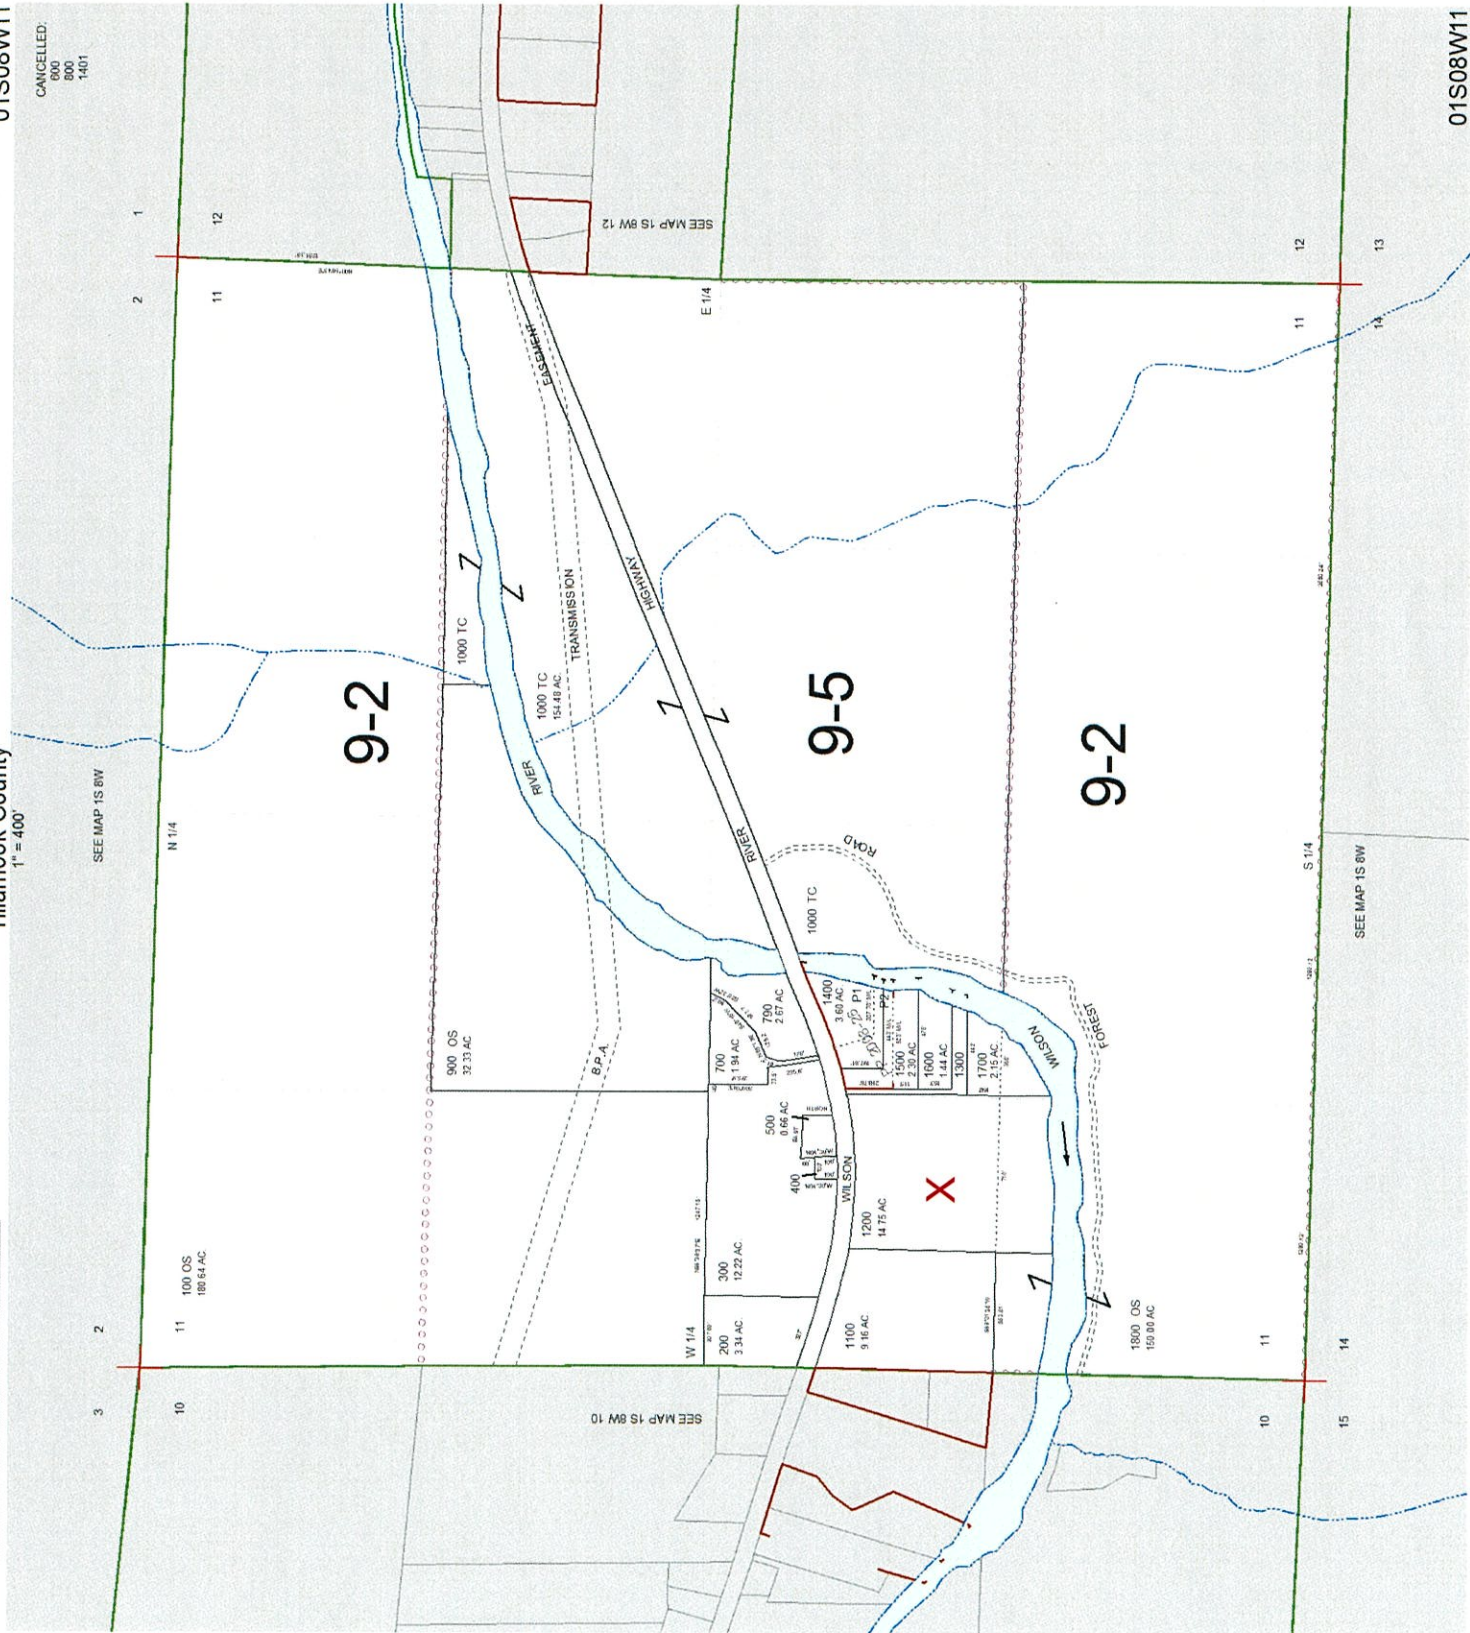 01S08W11
CANCELLED:
600
800
1401
Tillamook County
1" = 400'
SEE MAP 1S 8W
3
2
2
1
10
11
11
12
N 1/4
100 OS
180.64 AC
9-2
1000 TC
900 OS
32.33 AC
RIVER
1000 TC
154.48 AC.
TRANSMISSION
EASEMENT
B.P.A.
SEE MAP 1S 8W 10
SEE MAP 1S 8W 12
W 1/4
E 1/4
HIGHWAY
RIVER
200
3.34 AC
300
12.22 AC
700
1.94 AC
790
2.67 AC
500
0.66 AC
NORTH
400
WILSON
1000 TC
ROAD
9-5
1100
9.16 AC
1200
14.75 AC
1400
3.60 AC
P1
P2
1500
2.30 AC
1600
1.44 AC
1300
1700
2.15 AC
X
WILSON
FOREST
9-2
1800 OS
150.00 AC
10
11
11
12
S 1/4
15
14
14
13
SEE MAP 1S 8W
01S08W11